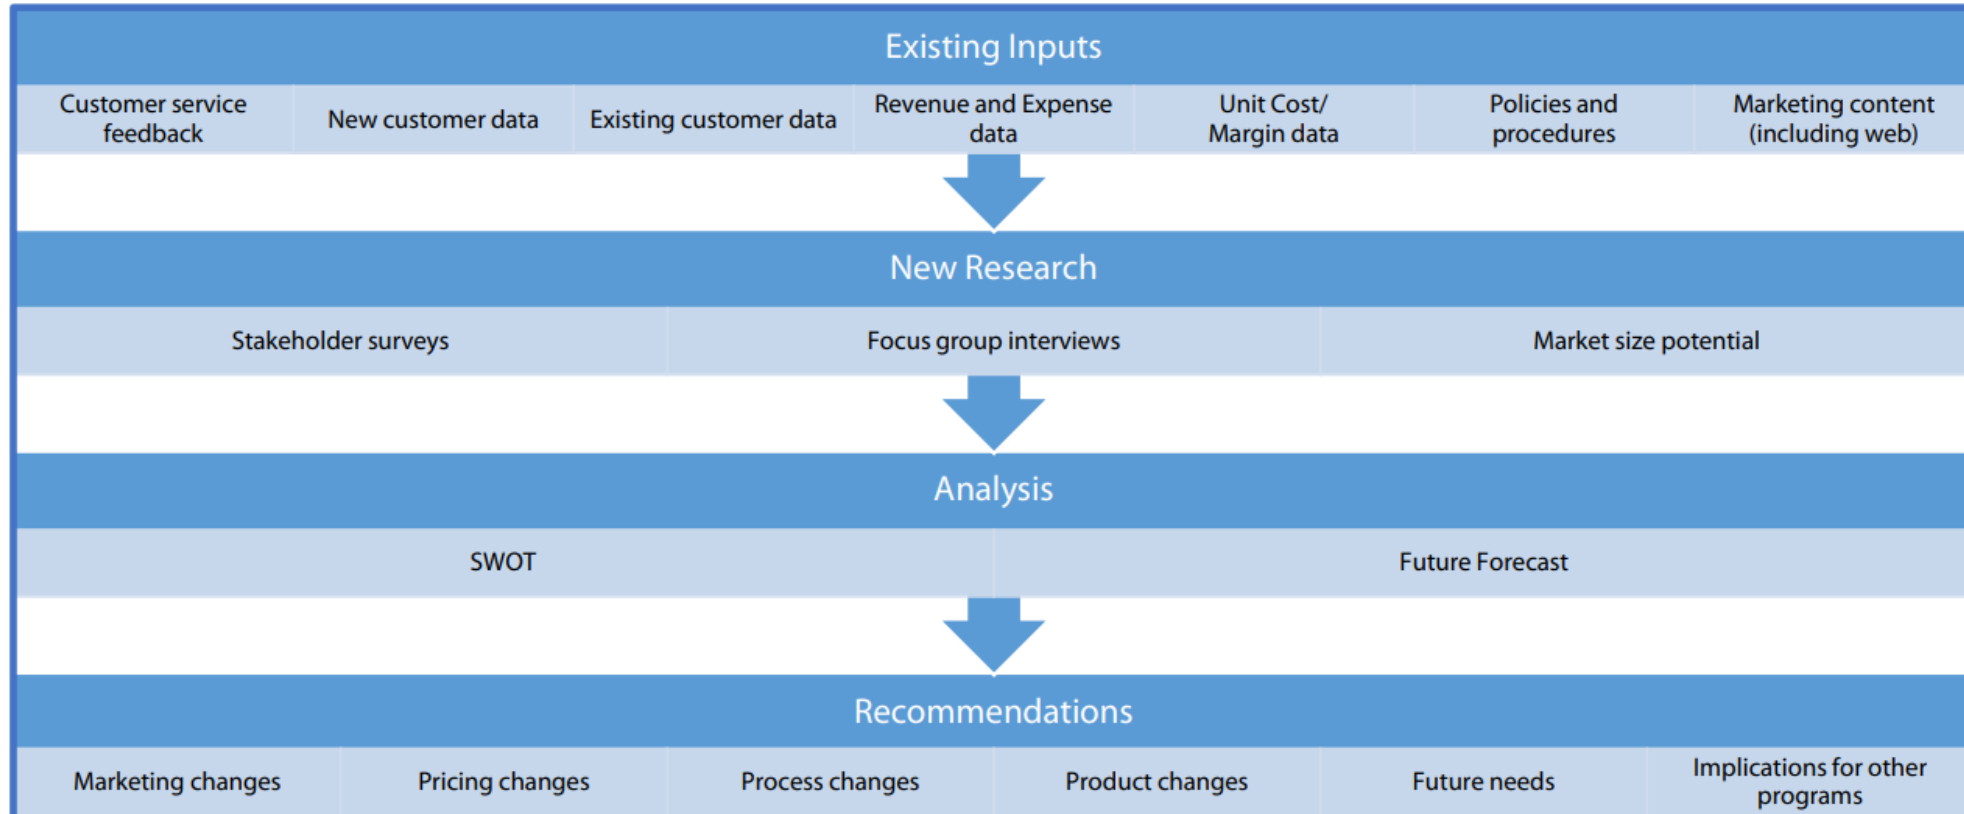 Existing Inputs
Customer service
feedback
New customer data
Existing customer data
Revenue and Expense
data
Unit Cost/
Margin data
Policies and
procedures
Marketing content
(including web)
New Research
Stakeholder surveys
Focus group interviews
Market size potential
Analysis
SWOT
Future Forecast
Recommendations
Marketing changes
Pricing changes
Process changes
Product changes
Future needs
Implications for other
programs